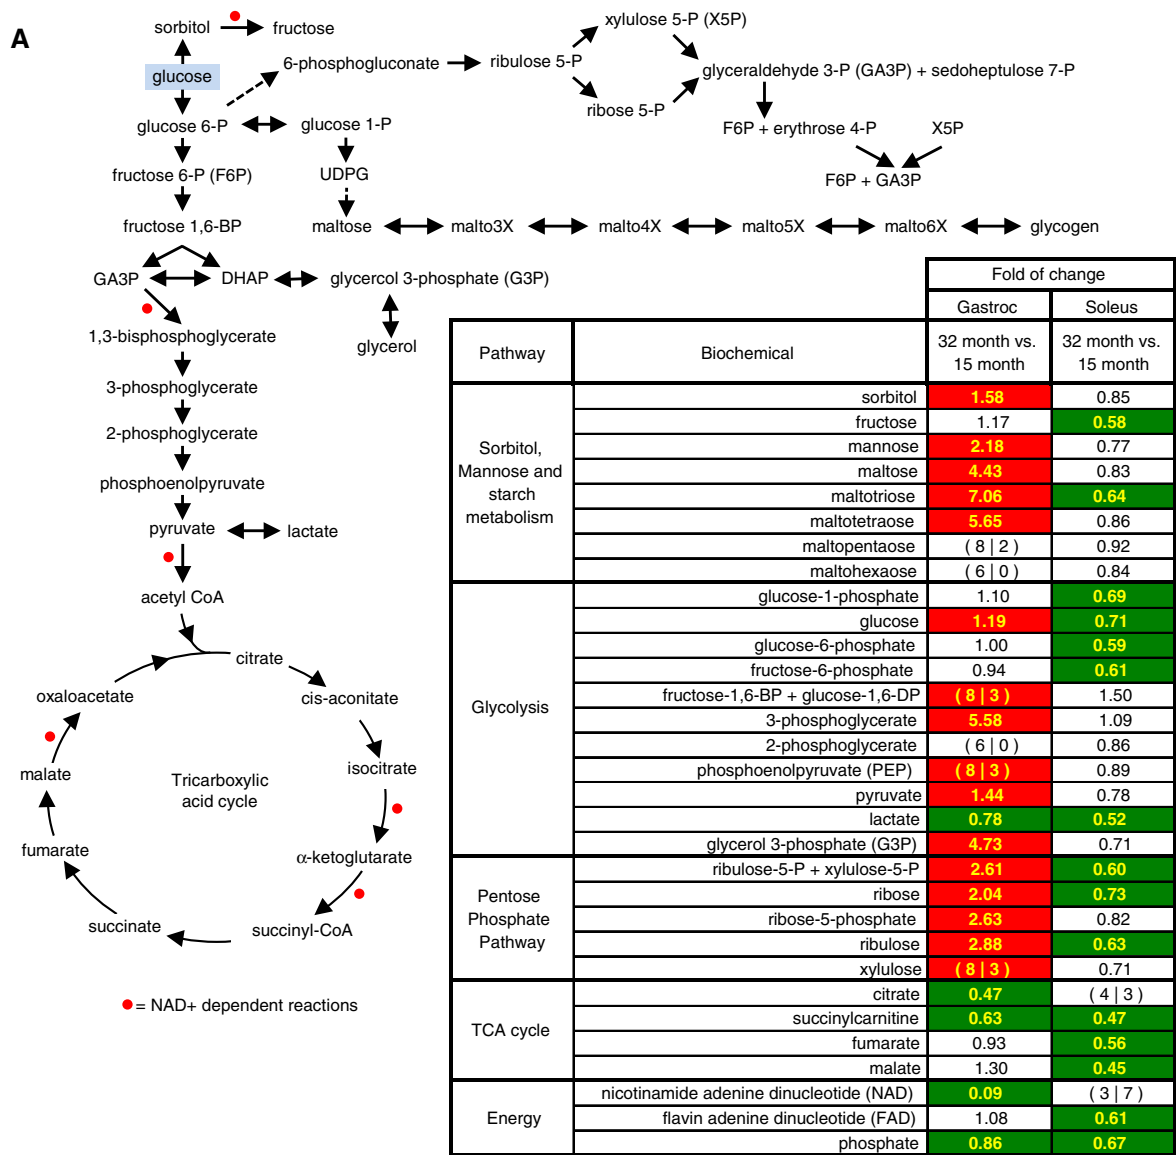 A
sorbitol
fructose
glucose
6-phosphogluconate
ribulose 5-P
xylulose 5-P (X5P)
ribose 5-P
glyceraldehyde 3-P (GA3P) + sedoheptulose 7-P
glucose 6-P
glucose 1-P
F6P + erythrose 4-P
X5P
fructose 6-P (F6P)
UDPG
F6P + GA3P
fructose 1,6-BP
maltose
malto3X
malto4X
malto5X
malto6X
glycogen
GA3P
DHAP
glycercol 3-phosphate (G3P)
1,3-bisphosphoglycerate
glycerol
3-phosphoglycerate
2-phosphoglycerate
phosphoenolpyruvate
pyruvate
lactate
acetyl CoA
citrate
oxaloacetate
cis-aconitate
malate
Tricarboxylic
acid cycle
isocitrate
fumarate
α-ketoglutarate
succinate
succinyl-CoA
= NAD+ dependent reactions
Fold of change
Gastroc Soleus
Pathway Biochemical
32 month vs. 32 month vs.
15 month 15 month
Sorbitol,
Mannose and
starch
metabolism
sorbitol 1.58 0.85
fructose 1.17 0.58
mannose 2.18 0.77
maltose 4.43 0.83
maltotriose 7.06 0.64
maltotetraose 5.65 0.86
maltopentaose ( 8 | 2 ) 0.92
maltohexaose ( 6 | 0 ) 0.84
Glycolysis
glucose-1-phosphate 1.10 0.69
glucose 1.19 0.71
glucose-6-phosphate 1.00 0.59
fructose-6-phosphate 0.94 0.61
fructose-1,6-BP + glucose-1,6-DP ( 8 | 3 ) 1.50
3-phosphoglycerate 5.58 1.09
2-phosphoglycerate ( 6 | 0 ) 0.86
phosphoenolpyruvate (PEP) ( 8 | 3 ) 0.89
pyruvate 1.44 0.78
lactate 0.78 0.52
glycerol 3-phosphate (G3P) 4.73 0.71
Pentose
Phosphate
Pathway
ribulose-5-P + xylulose-5-P 2.61 0.60
ribose 2.04 0.73
ribose-5-phosphate 2.63 0.82
ribulose 2.88 0.63
xylulose ( 8 | 3 ) 0.71
TCA cycle
citrate 0.47 ( 4 | 3 )
succinylcarnitine 0.63 0.47
fumarate 0.93 0.56
malate 1.30 0.45
Energy
nicotinamide adenine dinucleotide (NAD) 0.09 ( 3 | 7 )
flavin adenine dinucleotide (FAD) 1.08 0.61
phosphate 0.86 0.67